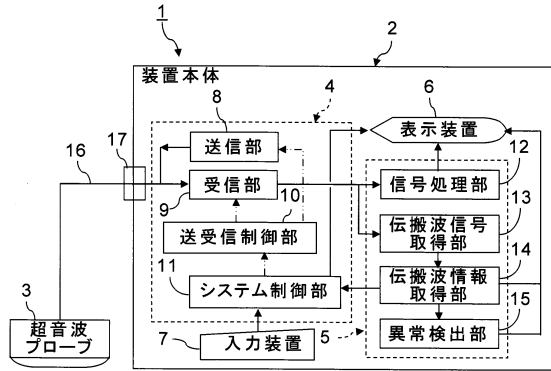 1
2
装置本体
4
6
8
表示装置
17
送信部
16
12
受信部
信号処理部
9
10
13
送受信制御部
伝搬波信号
取得部
11
14
3
システム制御部
伝搬波情報
取得部
超音波
プローブ
15
7
入力装置
5
異常検出部